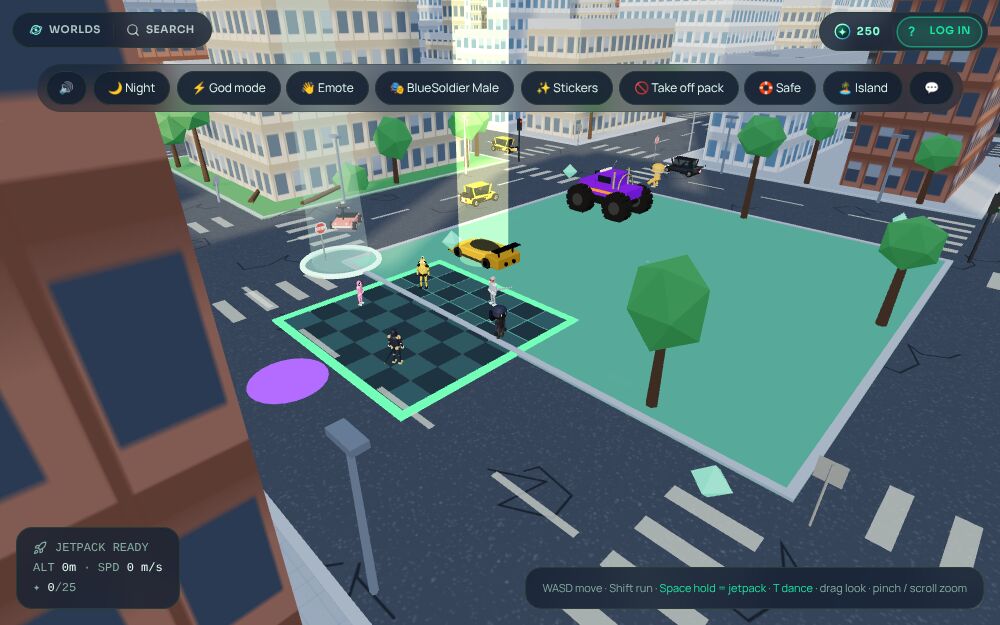 WORLDS
SEARCH
250
? LOG IN
Night
God mode
Emote
BlueSoldier Male
Stickers
Take off pack
Safe
Island
JETPACK READY
ALT 0m · SPD 0 m/s
✦ 0/25
WASD move · Shift run · Space hold = jetpack · T dance · drag look · pinch / scroll zoom